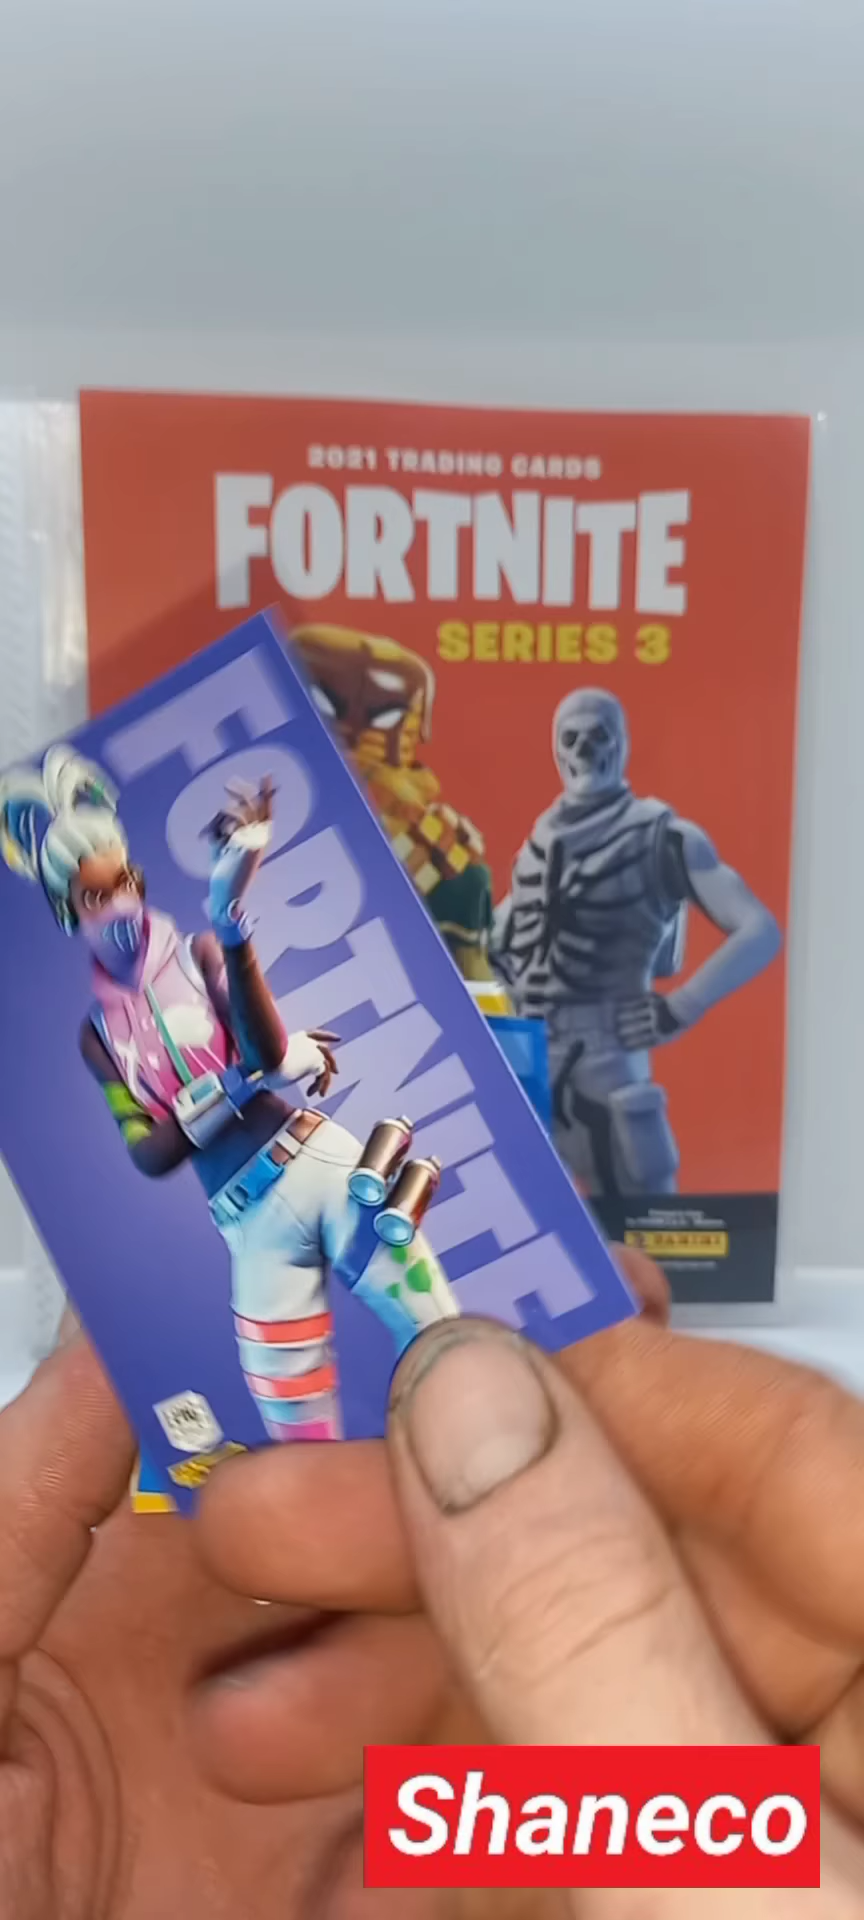 2021 TRADING CARDS
FORTNITE
SERIES 3
FORTNITE
PANINI
Shaneco